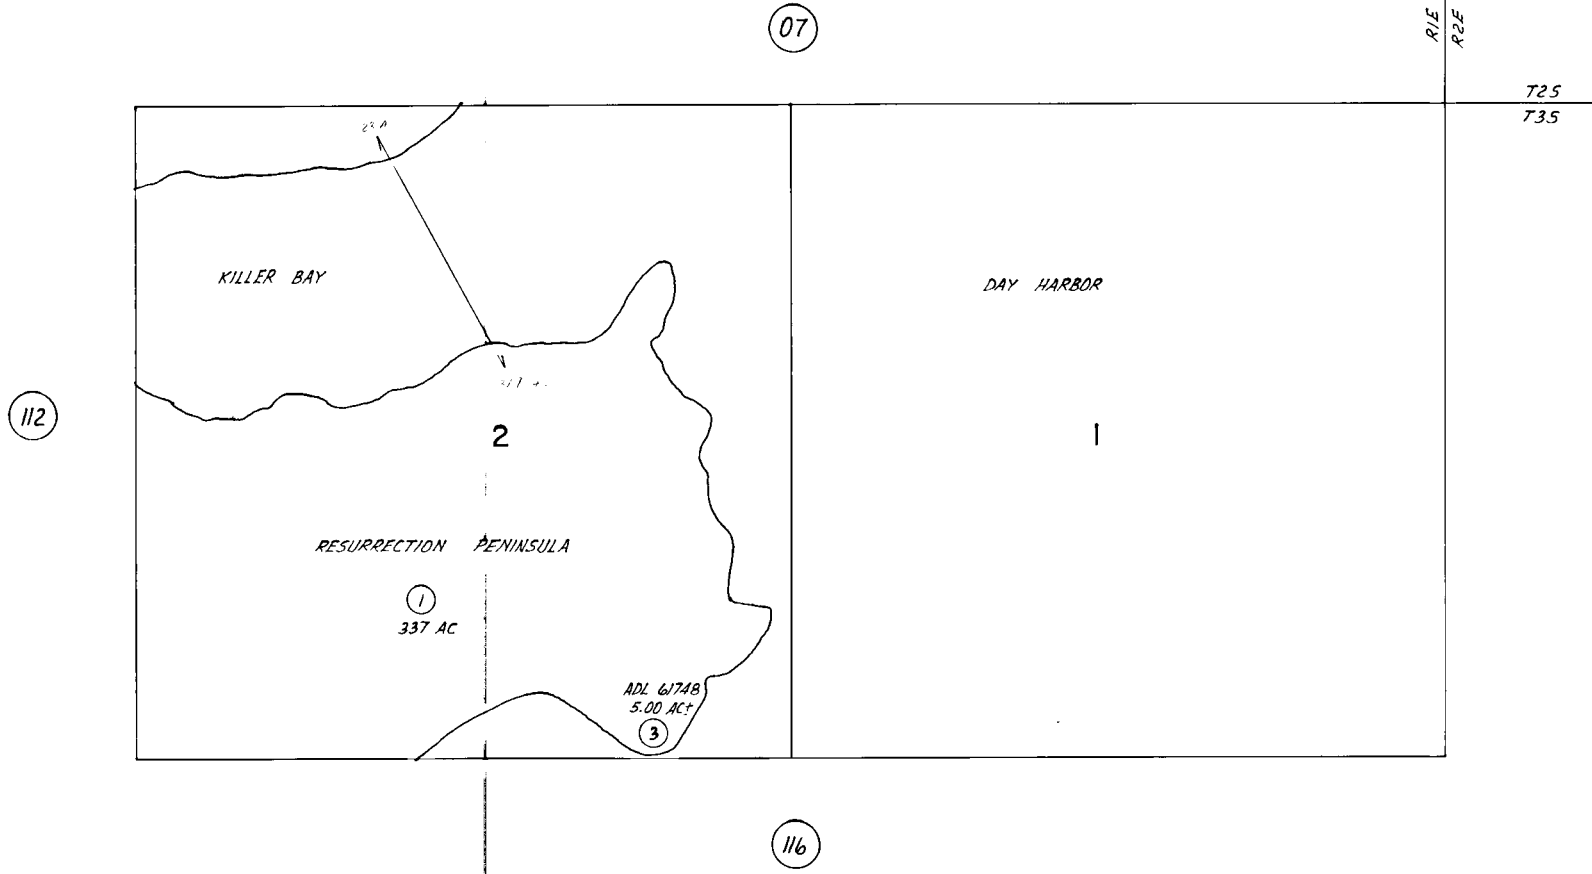 07
R1E
R2E
T2S
T3S
KILLER BAY
DAY HARBOR
112
2
1
RESURRECTION PENINSULA
1
337 AC
ADL 61748
5.00 AC±
3
116